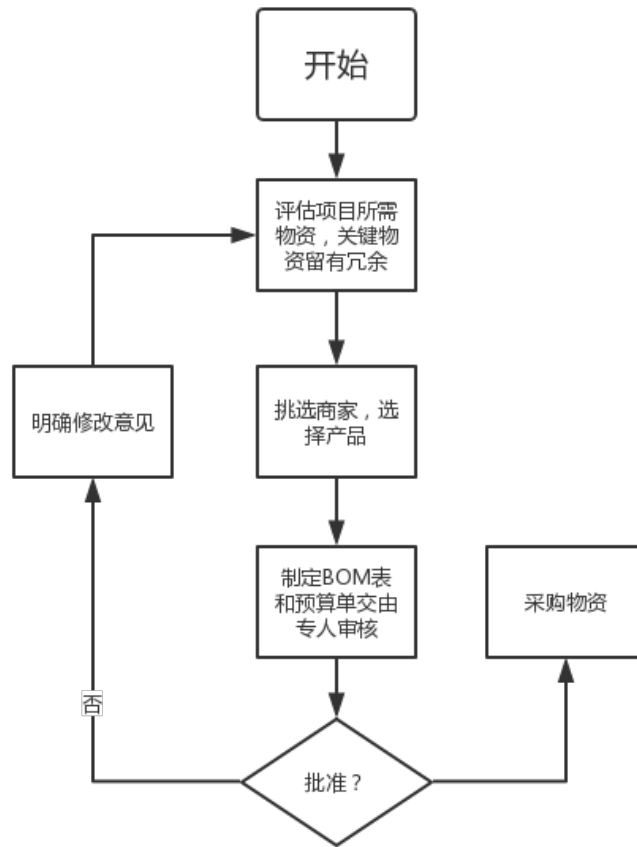 开始
评估项目所需
物资，关键物
资留有冗余
明确修改意见
挑选商家，选
择产品
制定BOM表
和预算单交由
专人审核
采购物资
否
批准？